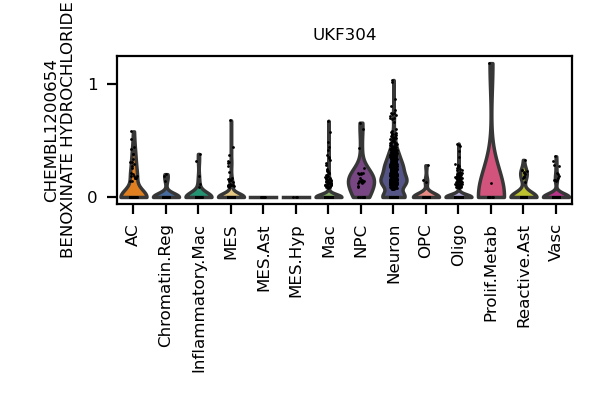 UKF304
CHEMBL1200654
BENOXINATE HYDROCHLORIDE
1
0
AC
Chromatin.Reg
Inflammatory.Mac
MES
MES.Ast
MES.Hyp
Mac
NPC
Neuron
OPC
Oligo
Prolif.Metab
Reactive.Ast
Vasc